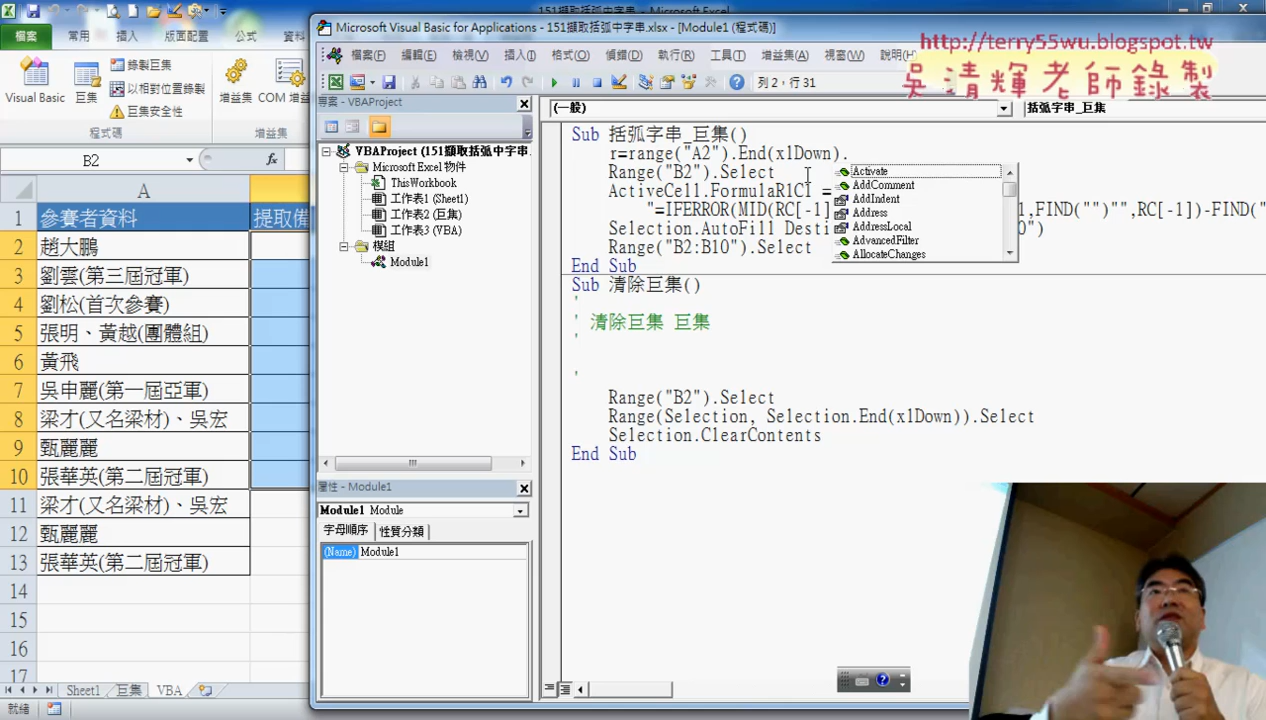 151擷取括弧中字串 - Microsoft Excel
檔案
常用
插入
版面配置
公式
資料
Visual Basic
巨集
錄製巨集
以相對位置錄製
巨集安全性
程式碼
增益集
COM 增益
增益集
B2
fx
A
1
參賽者資料
提取備
2
趙大鵬
3
劉雲(第三屆冠軍)
4
劉松(首次參賽)
5
張明、黃越(團體組)
6
黃飛
7
吳申麗(第一屆亞軍)
8
梁才(又名梁材)、吳宏
9
甄麗麗
10
張華英(第二屆冠軍)
11
梁才(又名梁材)、吳宏
12
甄麗麗
13
張華英(第二屆冠軍)
14
15
16
17
Sheet1
巨集
VBA
就緒
Microsoft Visual Basic for Applications - 151擷取括弧中字串.xlsx - [Module1 (程式碼)]
檔案(F)
編輯(E)
檢視(V)
插入(I)
格式(O)
偵錯(D)
執行(R)
工具(T)
增益集(A)
視窗(W)
說明(H)
列 2，行 31
http://terry55wu.blogspot.tw
吳清輝老師錄製
專案 - VBAProject
VBAProject (151擷取括弧中字串
Microsoft Excel 物件
ThisWorkbook
工作表1 (Sheet1)
工作表2 (巨集)
工作表3 (VBA)
模組
Module1
屬性 - Module1
Module1 Module
字母順序
性質分類
(Name)
Module1
(一般)
括弧字串_巨集
Sub 括弧字串_巨集()
r=range("A2").End(xlDown).
Range("B2").Select
ActiveCell.FormulaR1C1 =
"=IFERROR(MID(RC[-1]
1,FIND("")"",RC[-1])-FIND("
Selection.AutoFill Desti
0")
Range("B2:B10").Select
End Sub
Activate
AddComment
AddIndent
Address
AddressLocal
AdvancedFilter
AllocateChanges
Sub 清除巨集()
'
' 清除巨集 巨集
'
'
Range("B2").Select
Range(Selection, Selection.End(xlDown)).Select
Selection.ClearContents
End Sub